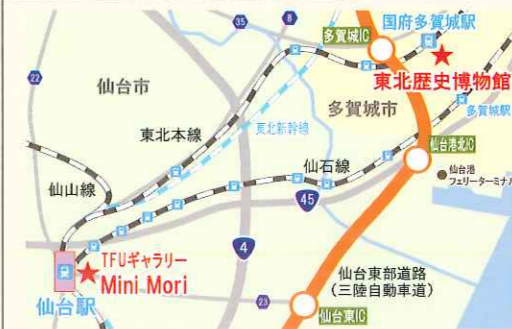 35
8
多賀城IC
国府多賀城駅
東北歴史博物館
22
仙台市
多賀城市
多賀城駅
東北本線
東北新幹線
仙台港北IC
仙山線
仙石線
仙台港
フェリーターミナル
45
4
TFUギャラリー
Mini Mori
仙台駅
仙台東部道路
(三陸自動車道)
23
仙台東IC